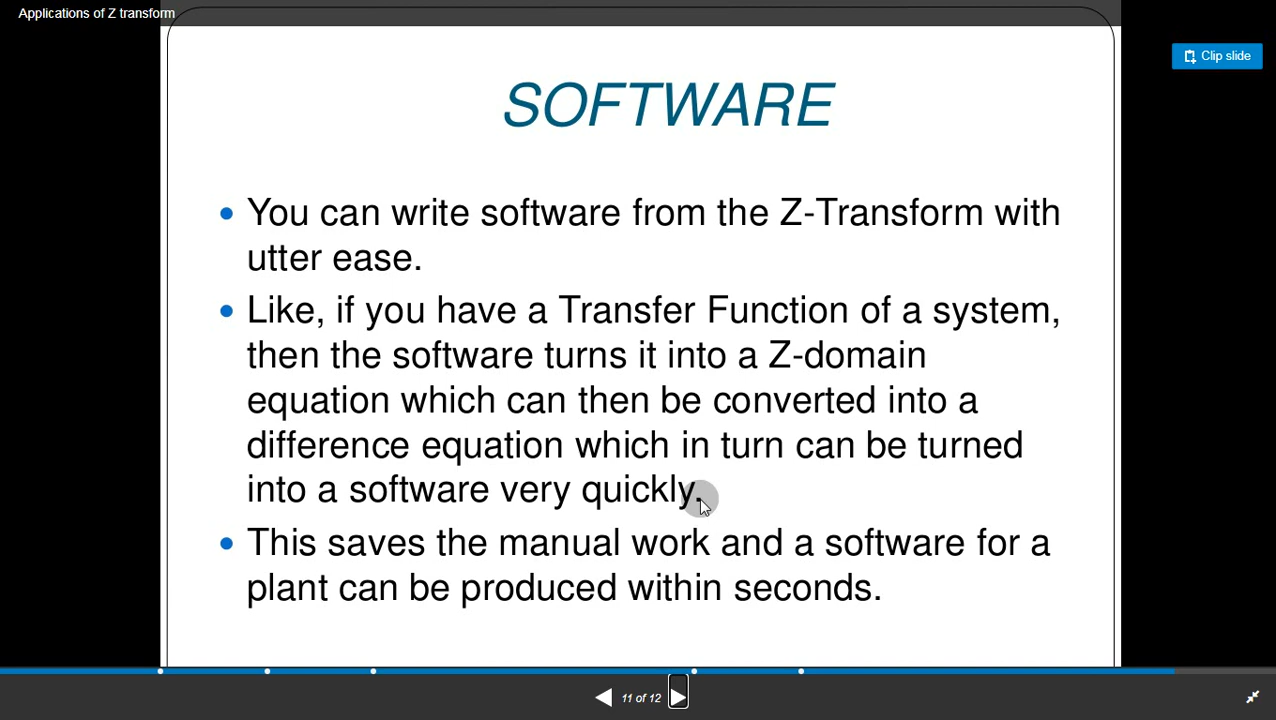 Applications of Z transform
Clip slide
SOFTWARE
• You can write software from the Z-Transform with
utter ease.
• Like, if you have a Transfer Function of a system,
then the software turns it into a Z-domain
equation which can then be converted into a
difference equation which in turn can be turned
into a software very quickly.
• This saves the manual work and a software for a
plant can be produced within seconds.
11 of 12